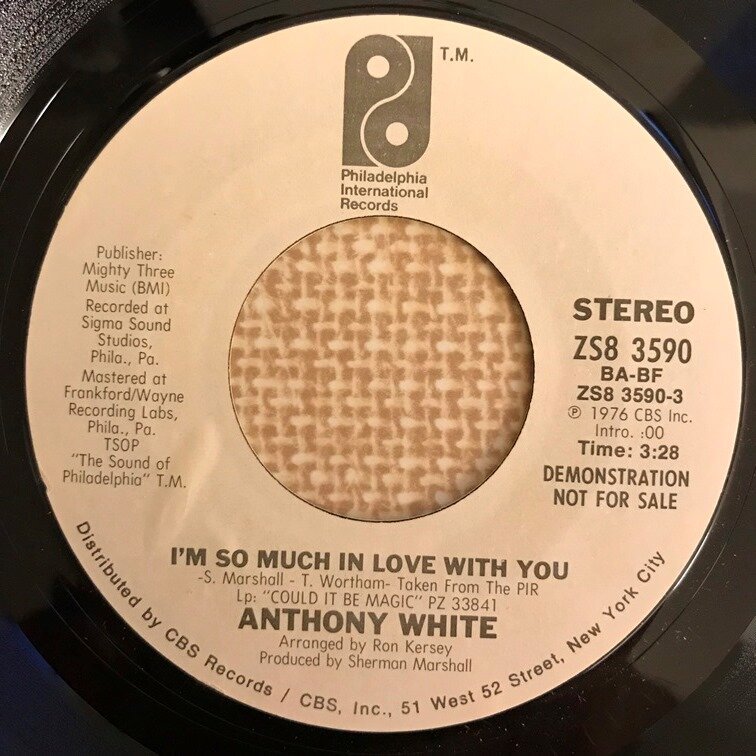 T.M.
Philadelphia
International
Records
Publisher:
Mighty Three
Music (BMI)
Recorded at
Sigma Sound
Studios,
Phila., Pa.
Mastered at
Frankford/Wayne
Recording Labs,
Phila., Pa.
TSOP
"The Sound of
Philadelphia" T.M.
STEREO
ZS8 3590
BA-BF
ZS8 3590-3
℗ 1976 CBS Inc.
Intro. :00
Time: 3:28
DEMONSTRATION
NOT FOR SALE
I'M SO MUCH IN LOVE WITH YOU
-S. Marshall - T. Wortham- Taken From The PIR
Lp: "COULD IT BE MAGIC" PZ 33841
ANTHONY WHITE
Arranged by Ron Kersey
Produced by Sherman Marshall
Distributed by CBS Records / CBS, Inc., 51 West 52 Street, New York City